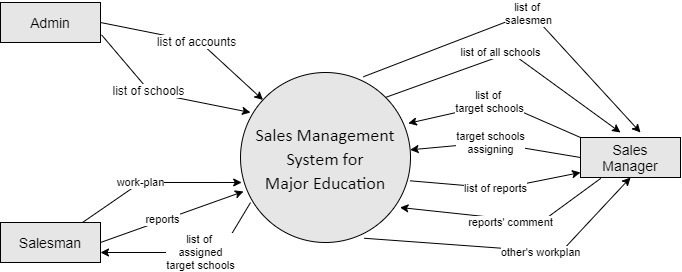 Admin
list of accounts
list of schools
list of
salesmen
list of all schools
list of
target schools
target schools
assigning
Sales Management
System for
Major Education
Sales
Manager
work-plan
reports
list of
assigned
target schools
Salesman
list of reports
reports' comment
other's workplan